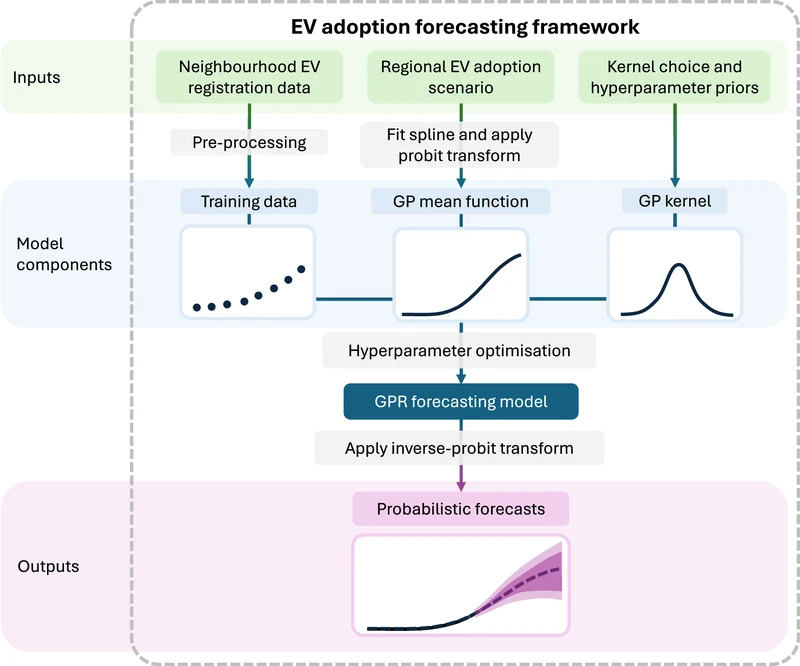 EV adoption forecasting framework
Inputs
Neighbourhood EV
registration data
Regional EV adoption
scenario
Kernel choice and
hyperparameter priors
Pre-processing
Fit spline and apply
probit transform
Model
components
Training data
GP mean function
GP kernel
Hyperparameter optimisation
GPR forecasting model
Apply inverse-probit transform
Outputs
Probabilistic forecasts